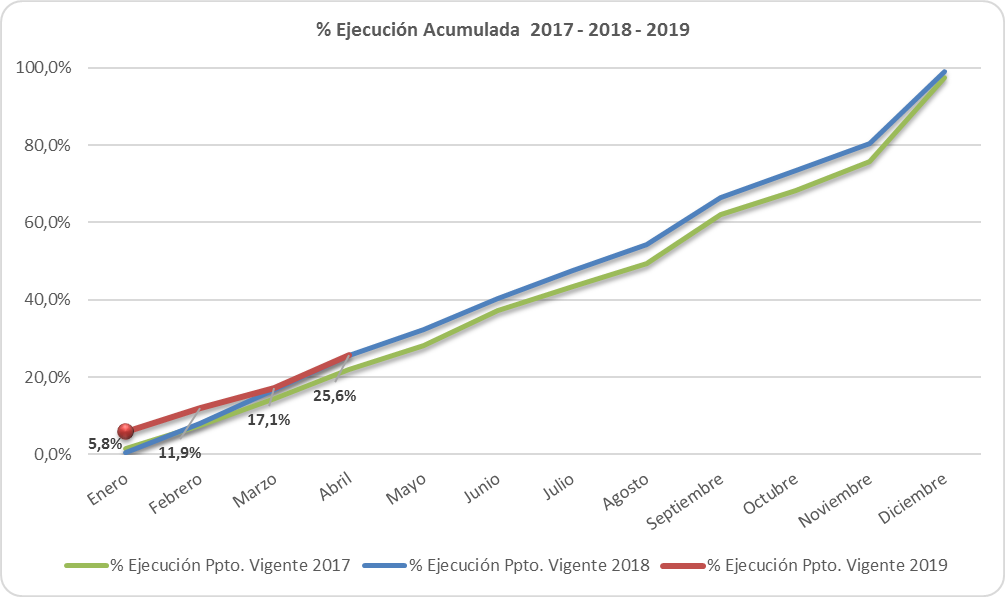 % Ejecución Acumulada 2017 - 2018 - 2019
100,0%
80,0%
60,0%
40,0%
20,0%
0,0%
5,8%
11,9%
17,1%
25,6%
Enero
Febrero
Marzo
Abril
Mayo
Junio
Julio
Agosto
Septiembre
Octubre
Noviembre
Diciembre
% Ejecución Ppto. Vigente 2017
% Ejecución Ppto. Vigente 2018
% Ejecución Ppto. Vigente 2019